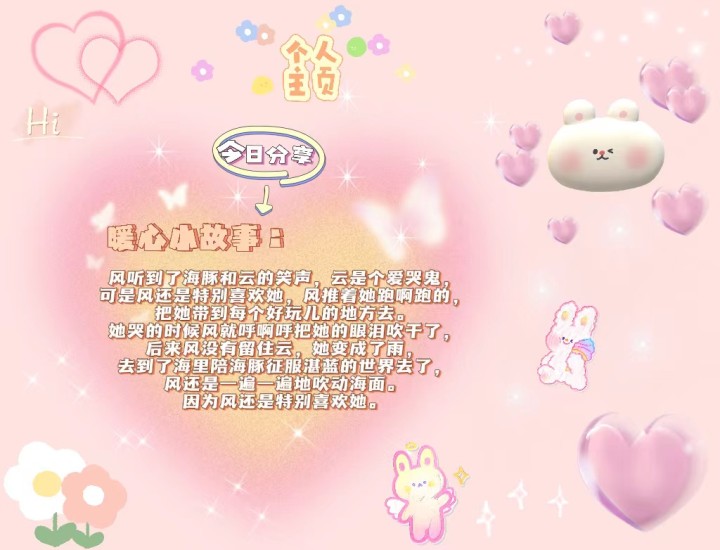 个人
主页
Hi
今日分享
暖心小故事：
风听到了海豚和云的笑声，云是个爱哭鬼，
可是风还是特别喜欢她，风推着她跑啊跑的，
把她带到每个好玩儿的地方去。
她哭的时候风就呼啊呼把她的眼泪吹干了，
后来风没有留住云，她变成了雨，
去到了海里陪海豚征服湛蓝的世界去了，
风还是一遍一遍地吹动海面。
因为风还是特别喜欢她。